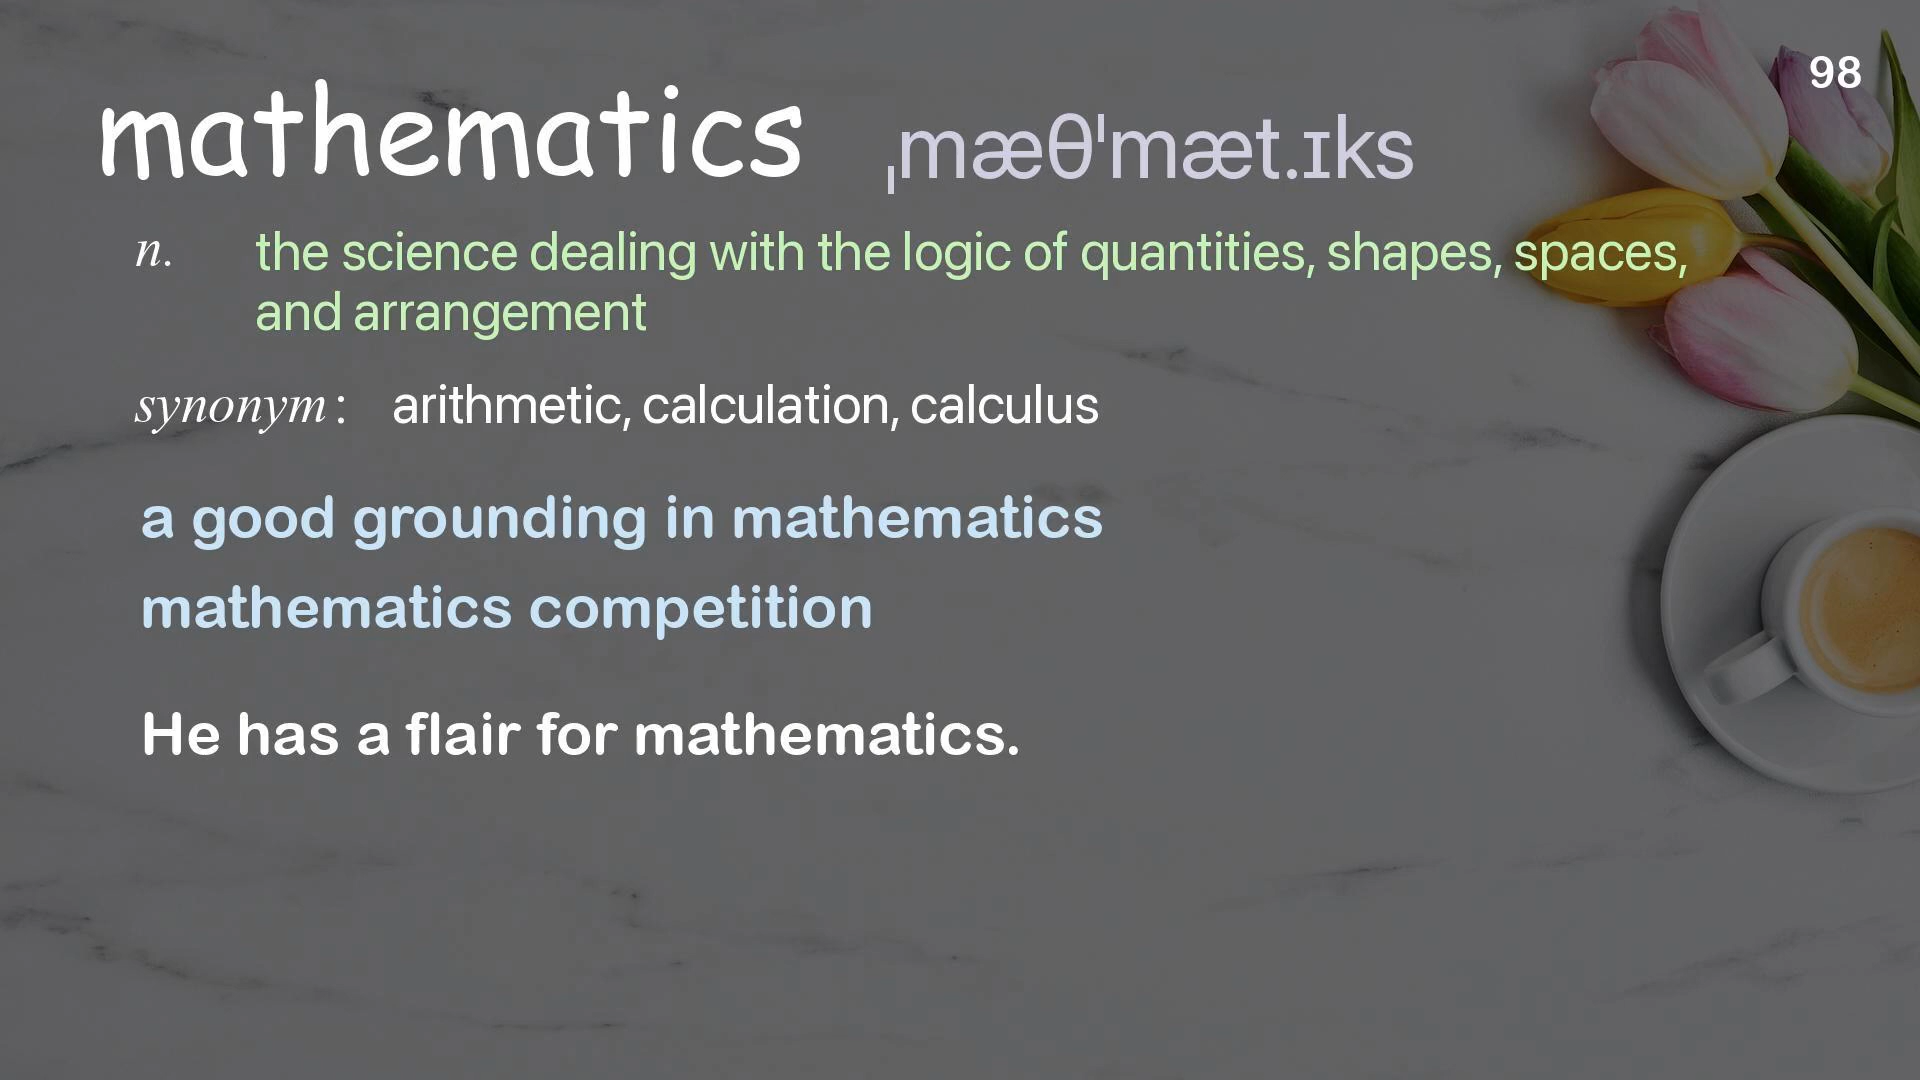 98
mathematics ˌmæθˈmæt.ɪks
n. the science dealing with the logic of quantities, shapes, spaces,
and arrangement
synonym: arithmetic, calculation, calculus
a good grounding in mathematics
mathematics competition
He has a flair for mathematics.